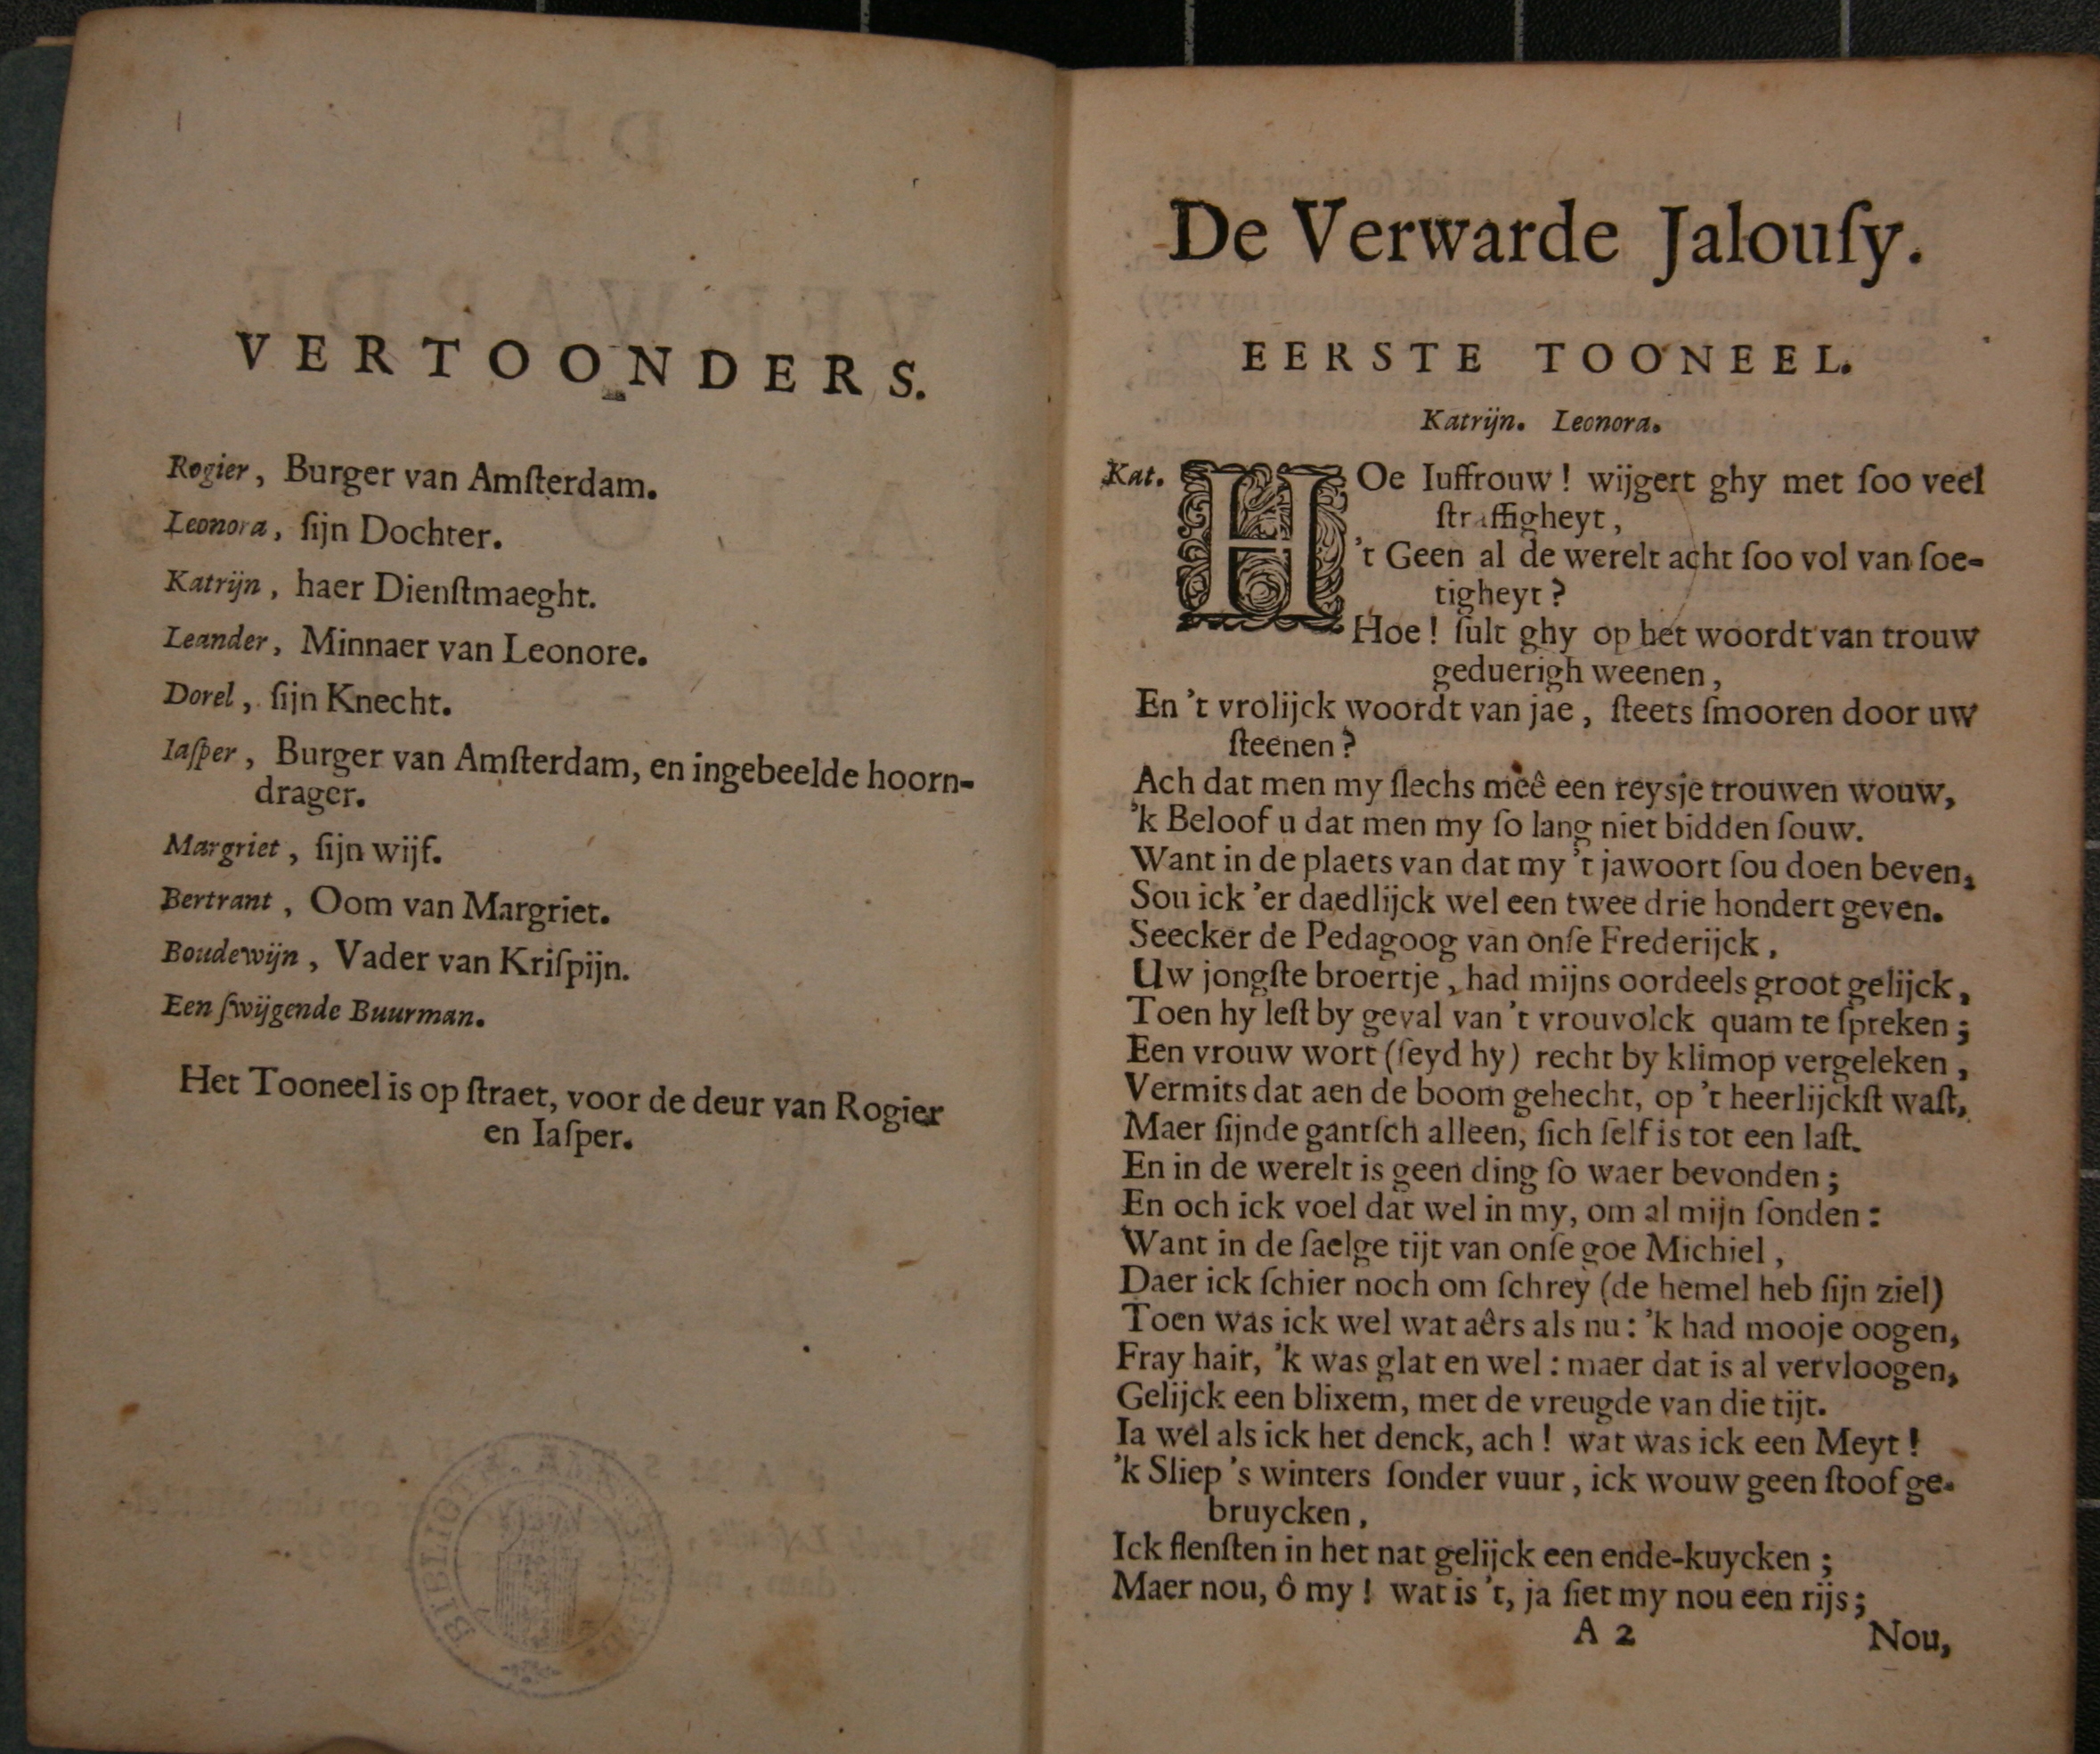 VERTOONDERS.
Rogier, Burger van Amſterdam.
Leonora, ſijn Dochter.
Katrijn, haer Dienſtmaeght.
Leander, Minnaer van Leonore.
Dorel, ſijn Knecht.
Iaſper, Burger van Amſterdam, en ingebeelde hoorn-
drager.
Margriet, ſijn wijf.
Bertrant, Oom van Margriet.
Boudewijn, Vader van Kriſpijn.
Een ſwijgende Buurman.
Het Tooneel is op ſtraet, voor de deur van Rogier
en Iaſper.
De Verwarde Jalouſy.
EERSTE TOONEEL.
Katrijn. Leonora.
Kat. HOe Iuffrouw! wijgert ghy met ſoo veel
ſtraffigheyt,
't Geen al de werelt acht ſoo vol van ſoe-
tigheyt?
Hoe! ſult ghy op het woordt van trouw
geduerigh weenen,
En 't vrolijck woordt van jae, ſteets ſmooren door uw
ſteenen?
Ach dat men my ſlechs meê een reysje trouwen wouw,
'k Beloof u dat men my ſo lang niet bidden ſouw.
Want in de plaets van dat my 't jawoort ſou doen beven,
Sou ick 'er daedlijck wel een twee drie hondert geven.
Seecker de Pedagoog van onſe Frederijck,
Uw jongſte broertje, had mijns oordeels groot gelijck,
Toen hy leſt by geval van 't vrouvolck quam te ſpreken;
Een vrouw wort (ſeyd hy) recht by klimop vergeleken,
Vermits dat aen de boom gehecht, op 't heerlijckſt waſt,
Maer ſijnde gantſch alleen, ſich ſelf is tot een laſt.
En in de werelt is geen ding ſo waer bevonden;
En och ick voel dat wel in my, om al mijn ſonden:
Want in de ſaelge tijt van onſe goe Michiel,
Daer ick ſchier noch om ſchrey (de hemel heb ſijn ziel)
Toen was ick wel wat aêrs als nu: 'k had mooje oogen,
Fray hair, 'k was glat en wel: maer dat is al vervloogen,
Gelijck een blixem, met de vreugde van die tijt.
Ia wel als ick het denck, ach! wat was ick een Meyt!
'k Sliep 's winters ſonder vuur, ick wouw geen ſtoof ge-
bruycken,
Ick flenſten in het nat gelijck een ende-kuycken;
Maer nou, ô my! wat is 't, ja ſiet my nou een rijs;
A 2
Nou,